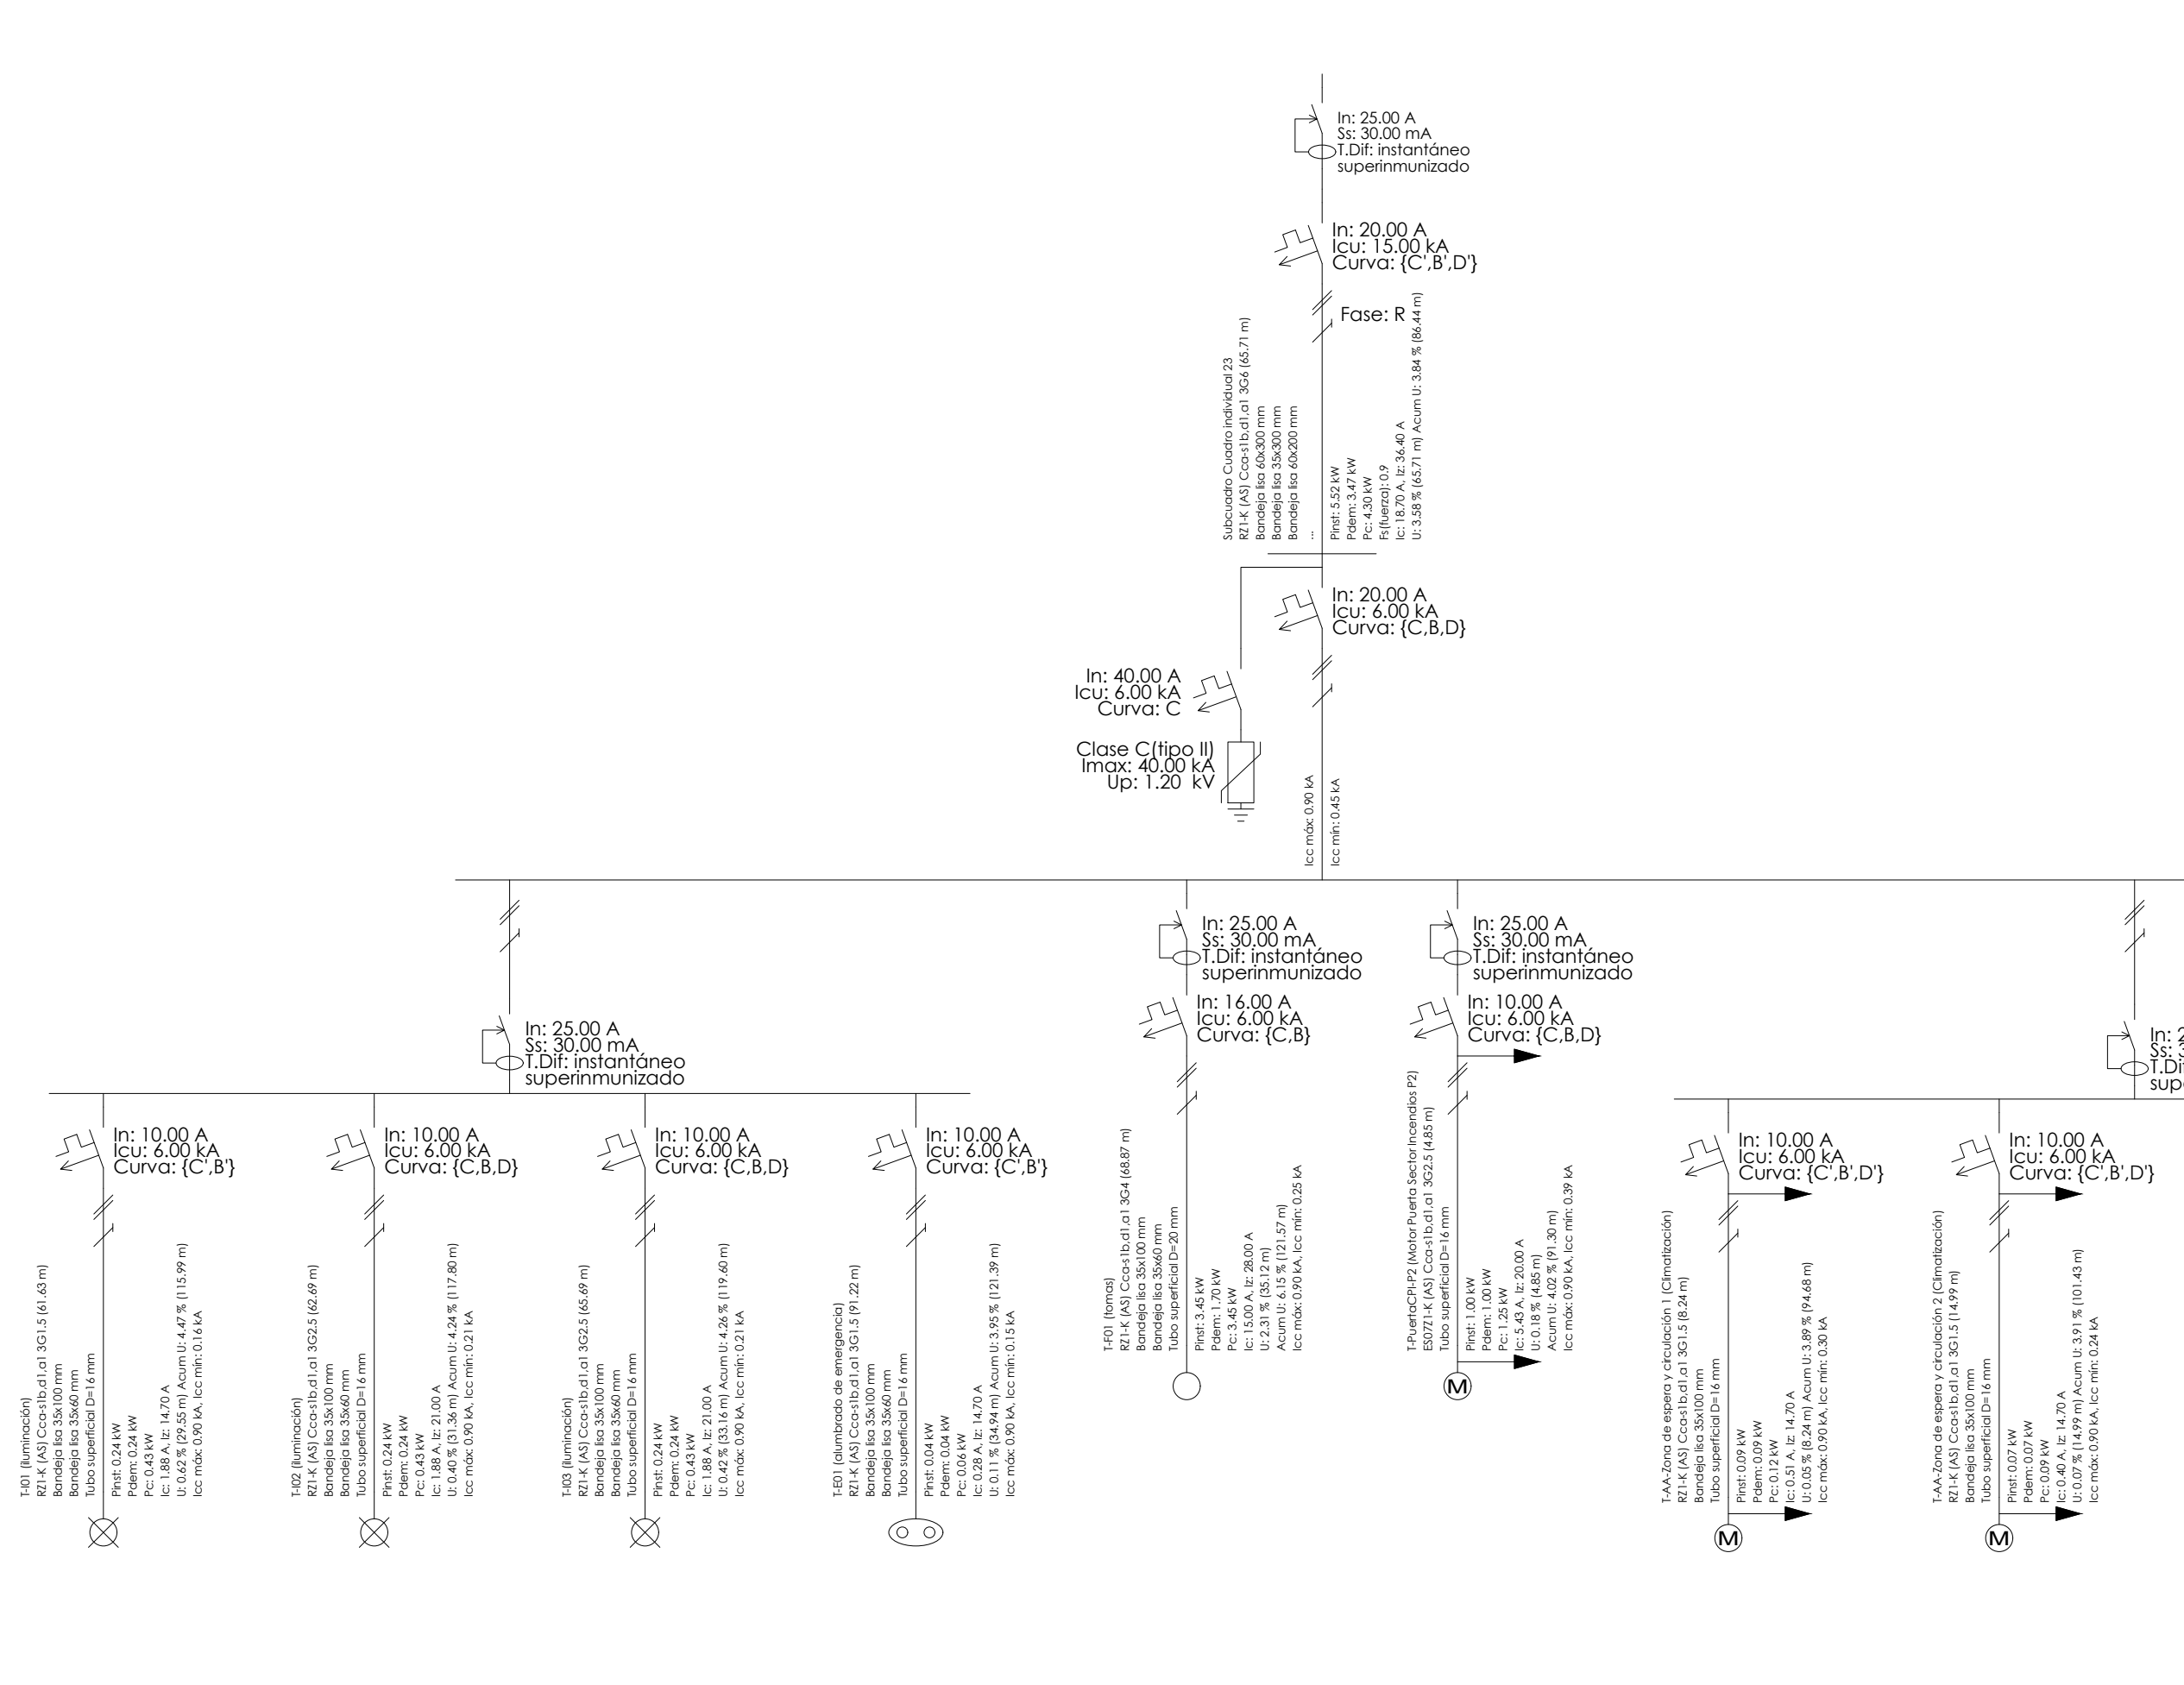 In: 25.00 A
Ss: 30.00 mA
T.Dif: instantáneo
superinmunizado
In: 20.00 A
Icu: 15.00 kA
Curva: {C',B',D'}
Fase: R
Subcuadro Cuadro individual 23
RZ1-K (AS) Cca-s1b,d1,a1 3G6 (65.71 m)
Bandeja lisa 60x300 mm
Bandeja lisa 35x300 mm
Bandeja lisa 60x200 mm
...
Pinst: 5.52 kW
Pdem: 3.47 kW
Pc: 4.30 kW
Fs(fuerza): 0.9
Ic: 18.70 A, Iz: 36.40 A
U: 3.58 % (65.71 m) Acum U: 3.84 % (86.44 m)
In: 20.00 A
Icu: 6.00 kA
Curva: {C,B,D}
In: 40.00 A
Icu: 6.00 kA
Curva: C
Clase C(tipo II)
Imax: 40.00 kA
Up: 1.20 kV
Icc máx: 0.90 kA
Icc mín: 0.45 kA
In: 25.00 A
Ss: 30.00 mA
T.Dif: instantáneo
superinmunizado
In: 10.00 A
Icu: 6.00 kA
Curva: {C',B'}
T-I01 (iluminación)
RZ1-K (AS) Cca-s1b,d1,a1 3G1.5 (61.63 m)
Bandeja lisa 35x100 mm
Bandeja lisa 35x60 mm
Tubo superficial D=16 mm
Pinst: 0.24 kW
Pdem: 0.24 kW
Pc: 0.43 kW
Ic: 1.88 A, Iz: 14.70 A
U: 0.62 % (29.55 m) Acum U: 4.47 % (115.99 m)
Icc máx: 0.90 kA, Icc mín: 0.16 kA
In: 10.00 A
Icu: 6.00 kA
Curva: {C,B,D}
T-I02 (iluminación)
RZ1-K (AS) Cca-s1b,d1,a1 3G2.5 (62.69 m)
Bandeja lisa 35x100 mm
Bandeja lisa 35x60 mm
Tubo superficial D=16 mm
Pinst: 0.24 kW
Pdem: 0.24 kW
Pc: 0.43 kW
Ic: 1.88 A, Iz: 21.00 A
U: 0.40 % (31.36 m) Acum U: 4.24 % (117.80 m)
Icc máx: 0.90 kA, Icc mín: 0.21 kA
In: 10.00 A
Icu: 6.00 kA
Curva: {C,B,D}
T-I03 (iluminación)
RZ1-K (AS) Cca-s1b,d1,a1 3G2.5 (65.69 m)
Bandeja lisa 35x100 mm
Bandeja lisa 35x60 mm
Tubo superficial D=16 mm
Pinst: 0.24 kW
Pdem: 0.24 kW
Pc: 0.43 kW
Ic: 1.88 A, Iz: 21.00 A
U: 0.42 % (33.16 m) Acum U: 4.26 % (119.60 m)
Icc máx: 0.90 kA, Icc mín: 0.21 kA
In: 10.00 A
Icu: 6.00 kA
Curva: {C',B'}
T-E01 (alumbrado de emergencia)
RZ1-K (AS) Cca-s1b,d1,a1 3G1.5 (91.22 m)
Bandeja lisa 35x100 mm
Bandeja lisa 35x60 mm
Tubo superficial D=16 mm
Pinst: 0.04 kW
Pdem: 0.04 kW
Pc: 0.06 kW
Ic: 0.28 A, Iz: 14.70 A
U: 0.11 % (34.94 m) Acum U: 3.95 % (121.39 m)
Icc máx: 0.90 kA, Icc mín: 0.15 kA
In: 25.00 A
Ss: 30.00 mA
T.Dif: instantáneo
superinmunizado
In: 16.00 A
Icu: 6.00 kA
Curva: {C,B}
T-F01 (tomas)
RZ1-K (AS) Cca-s1b,d1,a1 3G4 (68.87 m)
Bandeja lisa 35x100 mm
Bandeja lisa 35x60 mm
Tubo superficial D=20 mm
Pinst: 3.45 kW
Pdem: 1.70 kW
Pc: 3.45 kW
Ic: 15.00 A, Iz: 28.00 A
U: 2.31 % (35.12 m)
Acum U: 6.15 % (121.57 m)
Icc máx: 0.90 kA, Icc mín: 0.25 kA
In: 25.00 A
Ss: 30.00 mA
T.Dif: instantáneo
superinmunizado
In: 10.00 A
Icu: 6.00 kA
Curva: {C,B,D}
T-PuertaCPI-P2 (Motor Puerta Sector Incendios P2)
ES07Z1-K (AS) Cca-s1b,d1,a1 3G2.5 (4.85 m)
Tubo superficial D=16 mm
Pinst: 1.00 kW
Pdem: 1.00 kW
Pc: 1.25 kW
Ic: 5.43 A, Iz: 20.00 A
U: 0.18 % (4.85 m)
Acum U: 4.02 % (91.30 m)
Icc máx: 0.90 kA, Icc mín: 0.39 kA
M
In: 10.00 A
Icu: 6.00 kA
Curva: {C',B',D'}
T-A.A-Zona de espera y circulación 1 (Climatización)
RZ1-K (AS) Cca-s1b,d1,a1 3G1.5 (8.24 m)
Bandeja lisa 35x100 mm
Tubo superficial D=16 mm
Pinst: 0.09 kW
Pdem: 0.09 kW
Pc: 0.12 kW
Ic: 0.51 A, Iz: 14.70 A
U: 0.05 % (8.24 m) Acum U: 3.89 % (94.68 m)
Icc máx: 0.90 kA, Icc mín: 0.30 kA
M
In: 10.00 A
Icu: 6.00 kA
Curva: {C',B',D'}
T-A.A-Zona de espera y circulación 2 (Climatización)
RZ1-K (AS) Cca-s1b,d1,a1 3G1.5 (14.99 m)
Bandeja lisa 35x100 mm
Tubo superficial D=16 mm
Pinst: 0.07 kW
Pdem: 0.07 kW
Pc: 0.09 kW
Ic: 0.40 A, Iz: 14.70 A
U: 0.07 % (14.99 m) Acum U: 3.91 % (101.43 m)
Icc máx: 0.90 kA, Icc mín: 0.24 kA
M
In: 2
Ss: